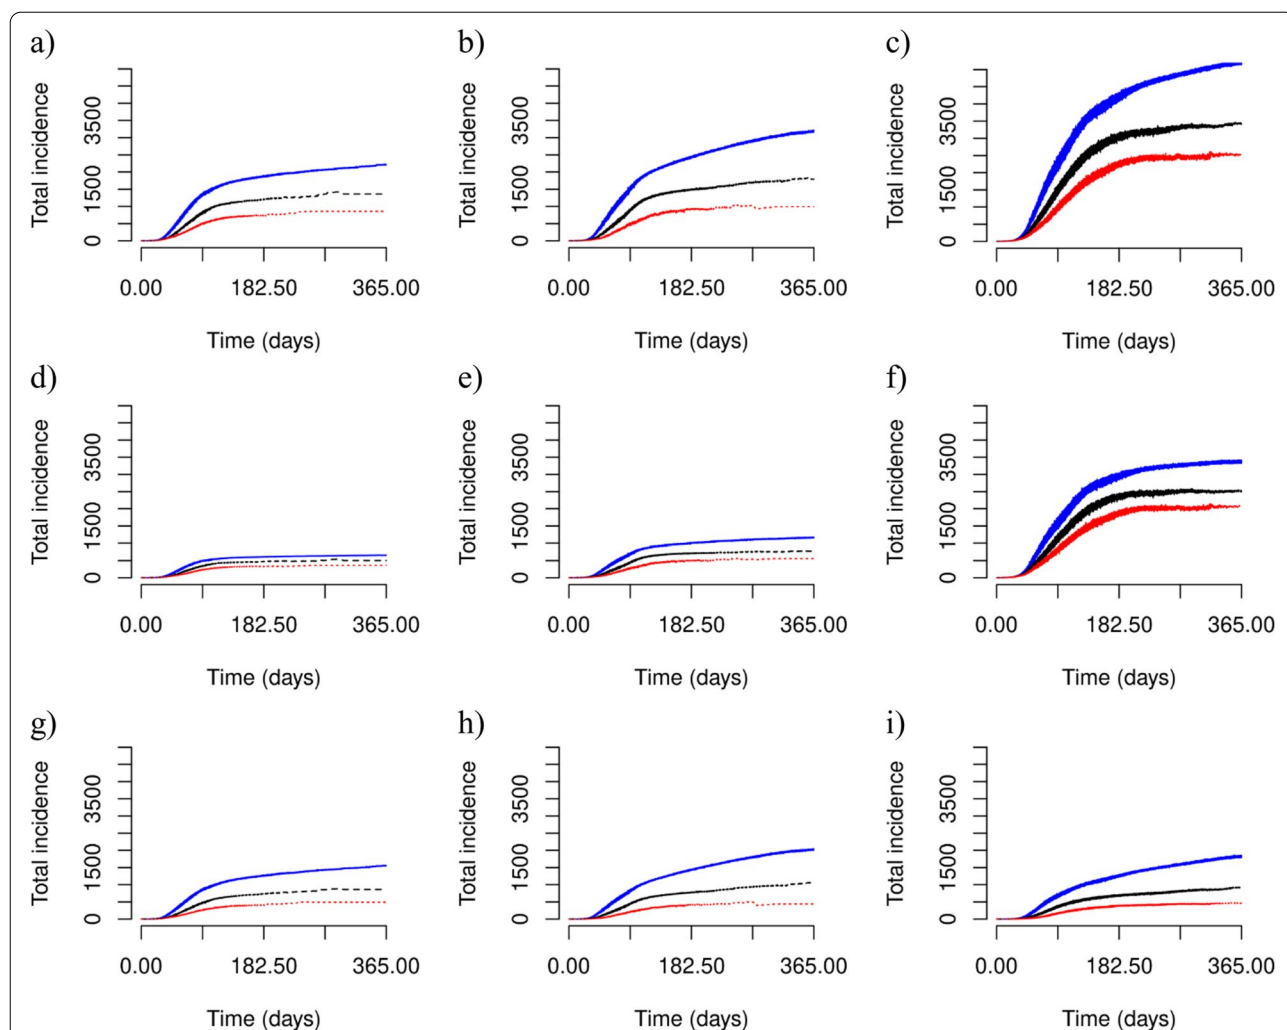 a) b) c)
Total incidence Total incidence Total incidence
3500 3500 3500
1500 1500 1500
0 0 0
0.00 182.50 365.00 0.00 182.50 365.00 0.00 182.50 365.00
Time (days) Time (days) Time (days)
d) e) f)
Total incidence Total incidence Total incidence
3500 3500 3500
1500 1500 1500
0 0 0
0.00 182.50 365.00 0.00 182.50 365.00 0.00 182.50 365.00
Time (days) Time (days) Time (days)
g) h) i)
Total incidence Total incidence Total incidence
3500 3500 3500
1500 1500 1500
0 0 0
0.00 182.50 365.00 0.00 182.50 365.00 0.00 182.50 365.00
Time (days) Time (days) Time (days)